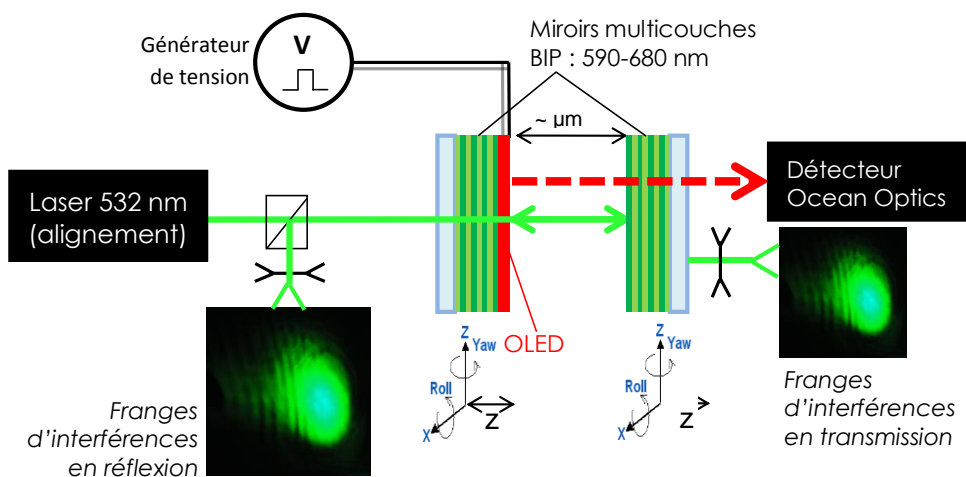 Générateur
de tension
V
Miroirs multicouches
BIP : 590-680 nm
~ µm
Laser 532 nm
(alignement)
Détecteur
Ocean Optics
OLED
Z
Yaw
Roll
X
Z
Z
Yaw
Roll
X
Z
Franges
d’interférences
en réflexion
Franges
d’interférences
en transmission